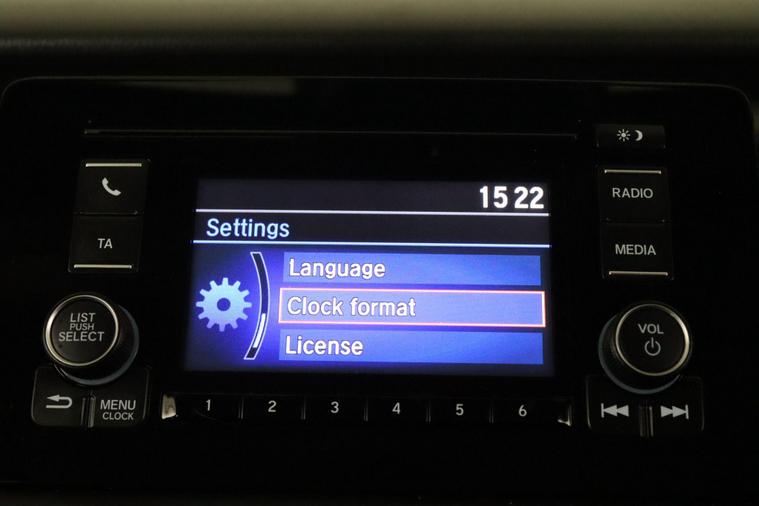 15 22
Settings
Language
Clock format
License
TA
LIST
PUSH
SELECT
MENU
CLOCK
1 2 3 4 5 6
RADIO
MEDIA
VOL